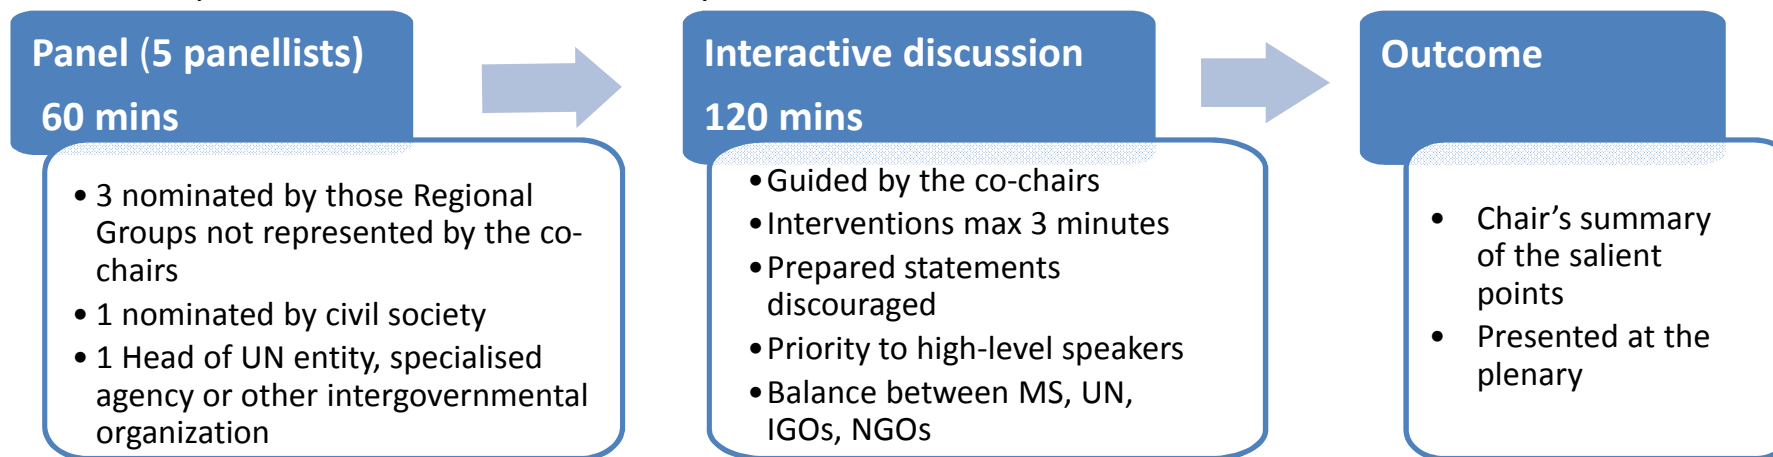 Panel (5 panellists)
60 mins
• 3 nominated by those Regional
Groups not represented by the co-
chairs
• 1 nominated by civil society
• 1 Head of UN entity, specialised
agency or other intergovernmental
organization
Interactive discussion
120 mins
•Guided by the co-chairs
•Interventions max 3 minutes
•Prepared statements
discouraged
•Priority to high-level speakers
•Balance between MS, UN,
IGOs, NGOs
Outcome
• Chair’s summary
of the salient
points
• Presented at the
plenary